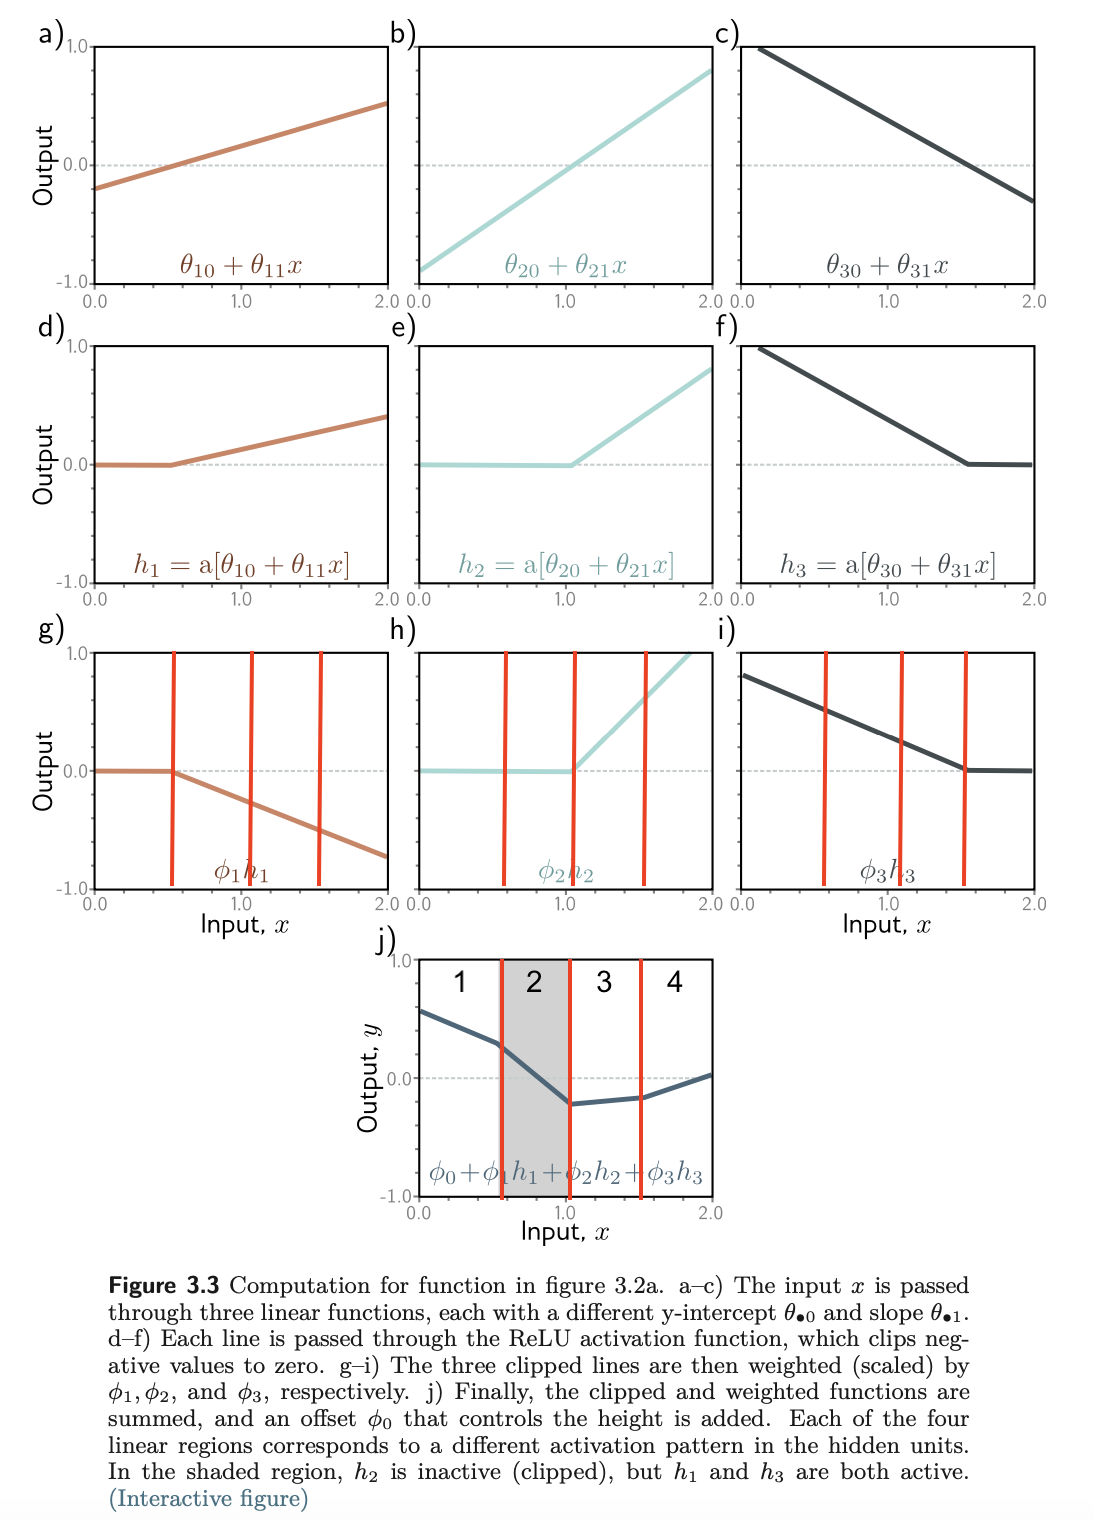 a) b) c)
1.0
Output
0.0
-1.0
θ₁₀ + θ₁₁x θ₂₀ + θ₂₁x θ₃₀ + θ₃₁x
0.0 1.0 2.0 0.0 1.0 2.0 0.0 1.0 2.0
d) e) f)
1.0
Output
0.0
-1.0
h₁ = a[θ₁₀ + θ₁₁x] h₂ = a[θ₂₀ + θ₂₁x] h₃ = a[θ₃₀ + θ₃₁x]
0.0 1.0 2.0 0.0 1.0 2.0 0.0 1.0 2.0
g) h) i)
1.0
Output
0.0
-1.0
ϕ₁h₁ ϕ₂h₂ ϕ₃h₃
0.0 1.0 2.0 0.0 1.0 2.0 0.0 1.0 2.0
Input, x Input, x
j)
1.0
1 2 3 4
Output, y
0.0
-1.0
ϕ₀+ϕ₁h₁+ϕ₂h₂+ϕ₃h₃
0.0 1.0 2.0
Input, x
Figure 3.3 Computation for function in figure 3.2a. a–c) The input x is passed
through three linear functions, each with a different y-intercept θ•₀ and slope θ•₁.
d–f) Each line is passed through the ReLU activation function, which clips neg-
ative values to zero. g–i) The three clipped lines are then weighted (scaled) by
ϕ₁, ϕ₂, and ϕ₃, respectively. j) Finally, the clipped and weighted functions are
summed, and an offset ϕ₀ that controls the height is added. Each of the four
linear regions corresponds to a different activation pattern in the hidden units.
In the shaded region, h₂ is inactive (clipped), but h₁ and h₃ are both active.
(Interactive figure)